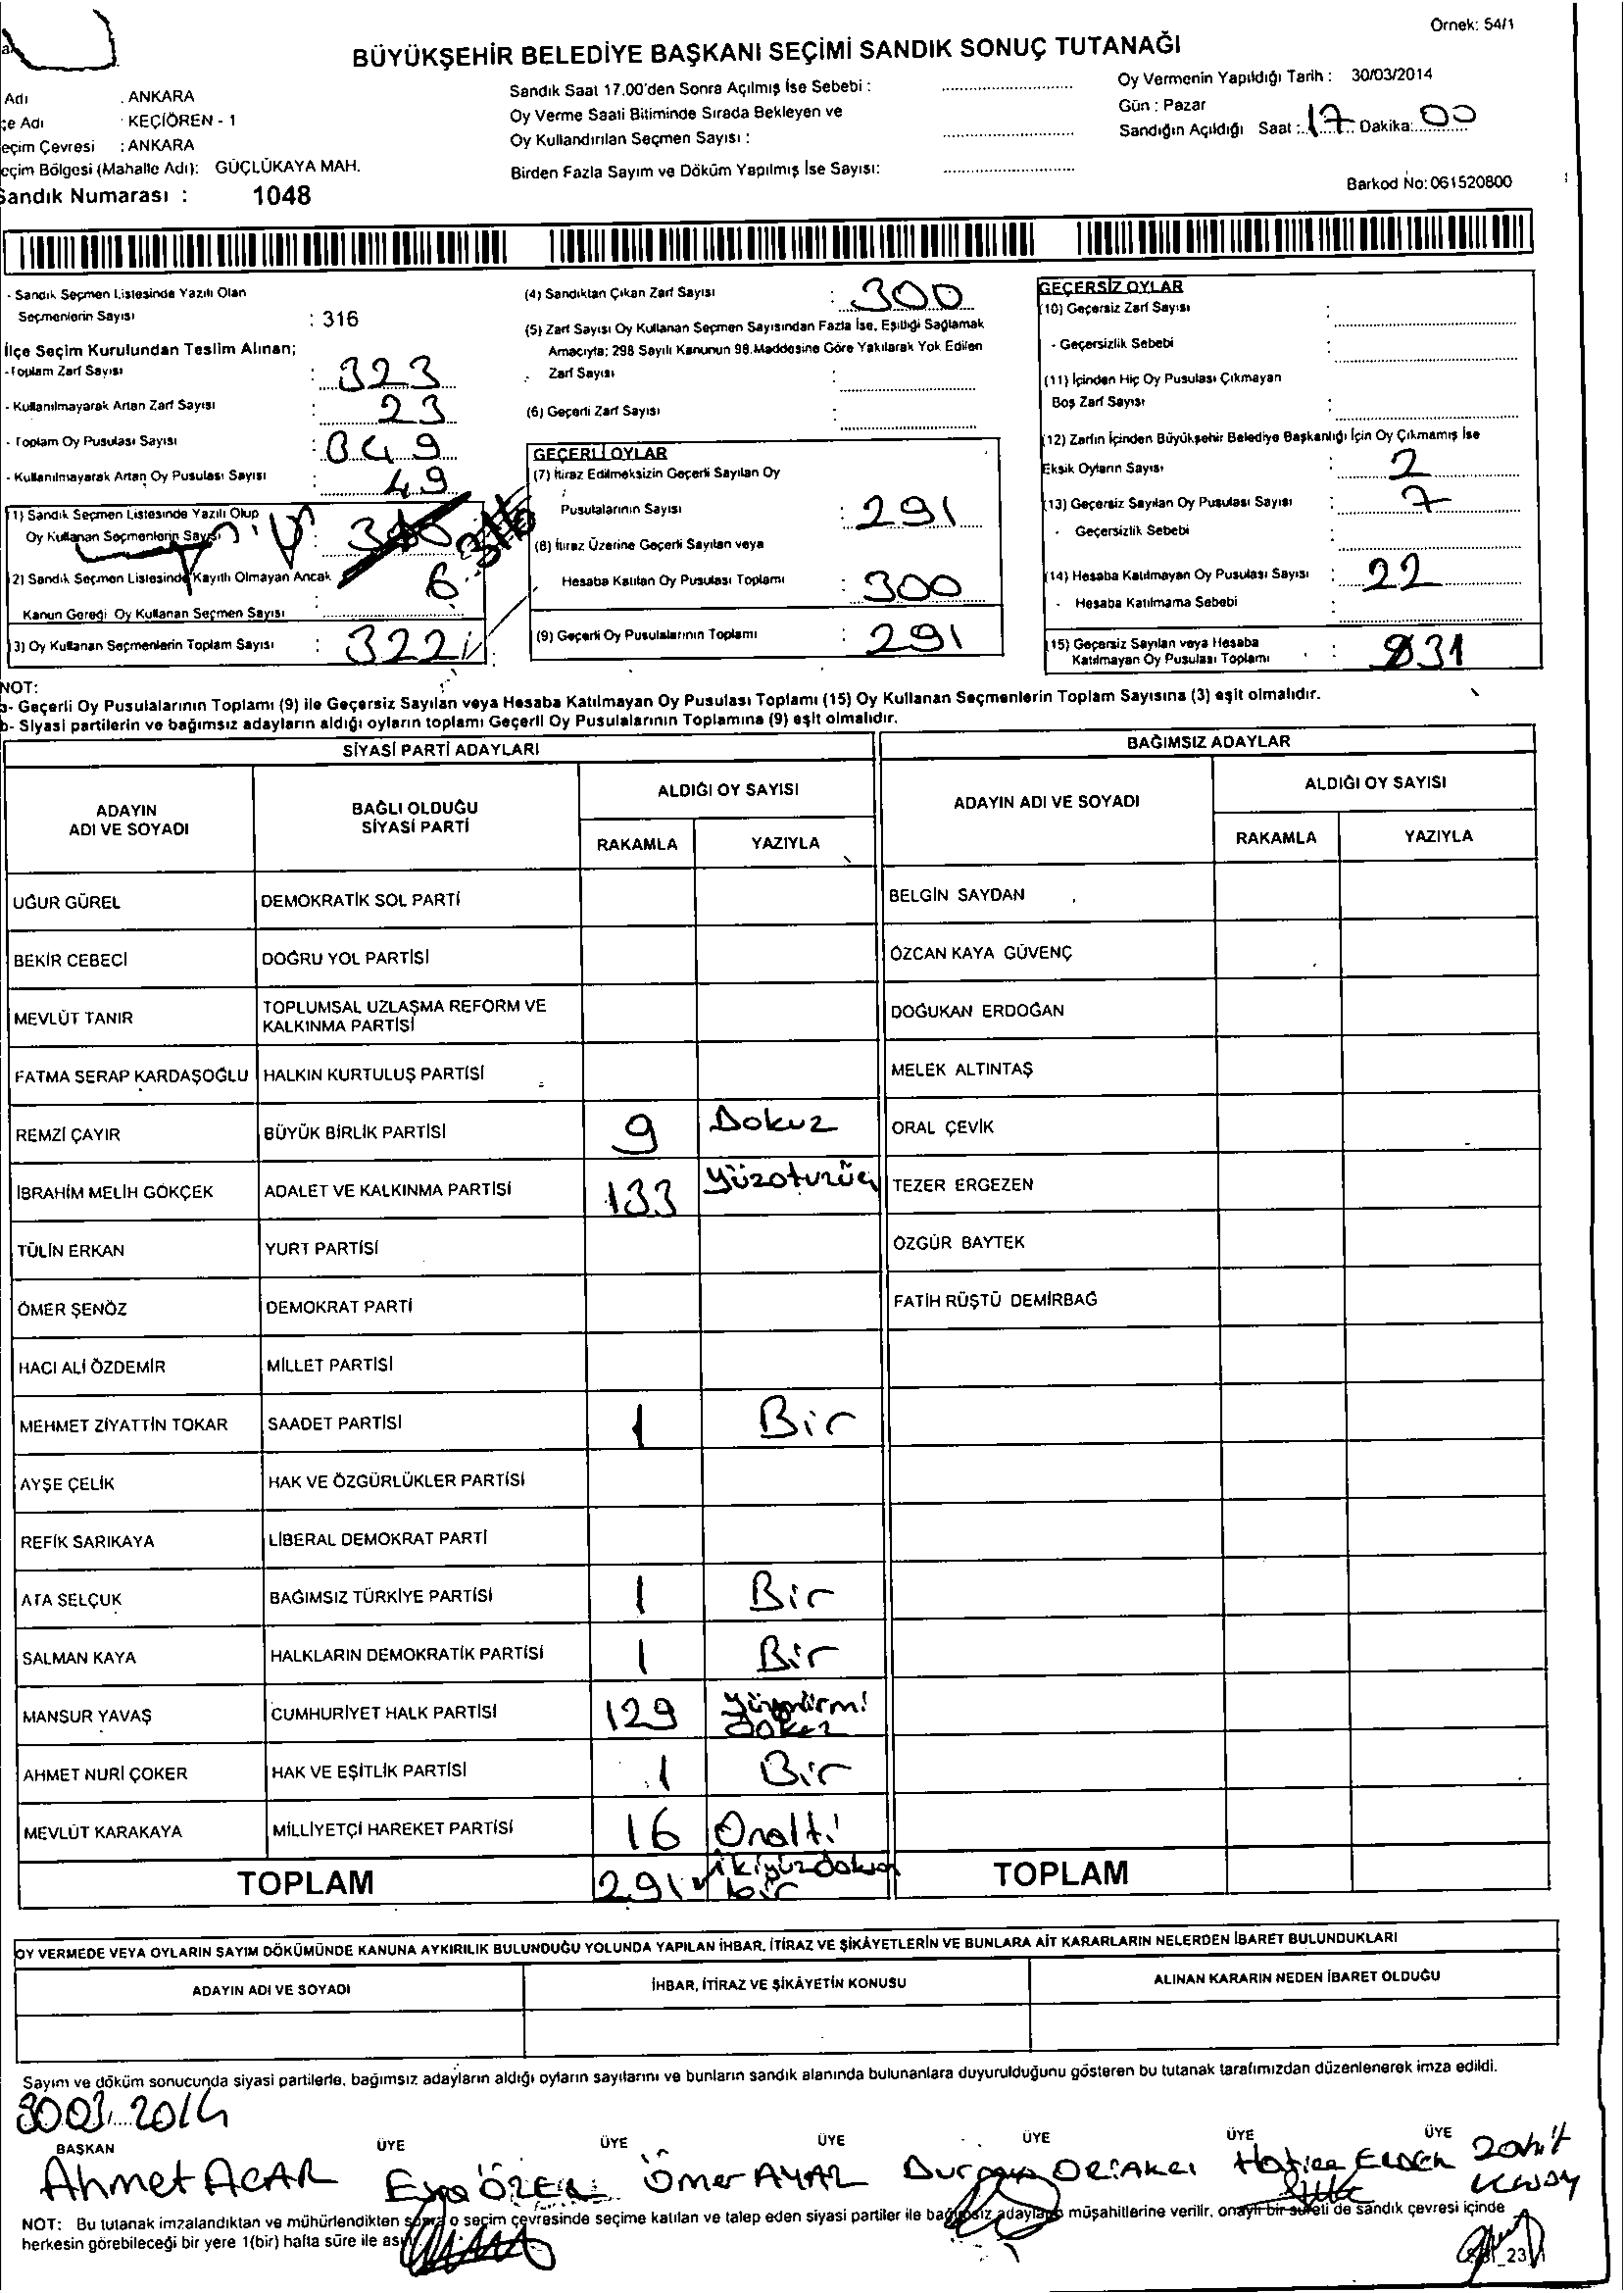 Örnek: 54/1
BÜYÜKŞEHİR BELEDİYE BAŞKANI SEÇİMİ SANDIK SONUÇ TUTANAĞI
Adı : ANKARA
çe Adı : KEÇİÖREN - 1
eçim Çevresi : ANKARA
eçim Bölgesi (Mahalle Adı): GÜÇLÜKAYA MAH.
Sandık Numarası : 1048
Sandık Saat 17.00'den Sonra Açılmış İse Sebebi :
Oy Verme Saati Bitiminde Sırada Bekleyen ve
Oy Kullandırılan Seçmen Sayısı :
Birden Fazla Sayım ve Döküm Yapılmış İse Sayısı:
Oy Vermenin Yapıldığı Tarih : 30/03/2014
Gün : Pazar
Sandığın Açıldığı Saat : 17 Dakika: 00
Barkod No: 061520800
- Sandık Seçmen Listesinde Yazılı Olan
Seçmenlerin Sayısı : 316
İlçe Seçim Kurulundan Teslim Alınan;
- Toplam Zarf Sayısı : 323
- Kullanılmayarak Artan Zarf Sayısı : 23
- Toplam Oy Pusulası Sayısı : 349
- Kullanılmayarak Artan Oy Pusulası Sayısı : 49
(1) Sandık Seçmen Listesinde Yazılı Olup
Oy Kullanan Seçmenlerin Sayısı :
2) Sandık Seçmen Listesinde Kayıtlı Olmayan Ancak
Kanun Gereği Oy Kullanan Seçmen Sayısı : 6
3) Oy Kullanan Seçmenlerin Toplam Sayısı : 322
(4) Sandıktan Çıkan Zarf Sayısı : 300
(5) Zarf Sayısı Oy Kullanan Seçmen Sayısından Fazla İse, Eşitliği Sağlamak
Amacıyla; 298 Sayılı Kanunun 98.Maddesine Göre Yakılarak Yok Edilen
Zarf Sayısı :
(6) Geçerli Zarf Sayısı :
GEÇERLİ OYLAR
(7) İtiraz Edilmeksizin Geçerli Sayılan Oy
Pusulalarının Sayısı : 291
(8) İtiraz Üzerine Geçerli Sayılan veya
Hesaba Katılan Oy Pusulası Toplamı : 300
(9) Geçerli Oy Pusulalarının Toplamı : 291
GEÇERSİZ OYLAR
(10) Geçersiz Zarf Sayısı :
- Geçersizlik Sebebi :
(11) İçinden Hiç Oy Pusulası Çıkmayan
Boş Zarf Sayısı :
(12) Zarfın İçinden Büyükşehir Belediye Başkanlığı İçin Oy Çıkmamış İse
Eksik Oyların Sayısı : 2
(13) Geçersiz Sayılan Oy Pusulası Sayısı : 7
- Geçersizlik Sebebi :
(14) Hesaba Katılmayan Oy Pusulası Sayısı : 22
- Hesaba Katılmama Sebebi :
(15) Geçersiz Sayılan veya Hesaba
Katılmayan Oy Pusulası Toplamı : 31
NOT:
a- Geçerli Oy Pusulalarının Toplamı (9) ile Geçersiz Sayılan veya Hesaba Katılmayan Oy Pusulası Toplamı (15) Oy Kullanan Seçmenlerin Toplam Sayısına (3) eşit olmalıdır.
b- Siyasi partilerin ve bağımsız adayların aldığı oyların toplamı Geçerli Oy Pusulalarının Toplamına (9) eşit olmalıdır.
SİYASİ PARTİ ADAYLARI BAĞIMSIZ ADAYLAR
ADAYIN ADI VE SOYADI BAĞLI OLDUĞU SİYASİ PARTİ ALDIĞI OY SAYISI ADAYIN ADI VE SOYADI ALDIĞI OY SAYISI
RAKAMLA YAZIYLA RAKAMLA YAZIYLA
UĞUR GÜREL DEMOKRATİK SOL PARTİ BELGİN SAYDAN
BEKİR CEBECİ DOĞRU YOL PARTİSİ ÖZCAN KAYA GÜVENÇ
MEVLÜT TANIR TOPLUMSAL UZLAŞMA REFORM VE KALKINMA PARTİSİ DOĞUKAN ERDOĞAN
FATMA SERAP KARDAŞOĞLU HALKIN KURTULUŞ PARTİSİ MELEK ALTINTAŞ
REMZİ ÇAYIR BÜYÜK BİRLİK PARTİSİ 9 Dokuz ORAL ÇEVİK
İBRAHİM MELİH GÖKÇEK ADALET VE KALKINMA PARTİSİ 133 Yüzotuzüç TEZER ERGEZEN
TÜLİN ERKAN YURT PARTİSİ ÖZGÜR BAYTEK
ÖMER ŞENÖZ DEMOKRAT PARTİ FATİH RÜŞTÜ DEMİRBAĞ
HACI ALİ ÖZDEMİR MİLLET PARTİSİ
MEHMET ZİYATTİN TOKAR SAADET PARTİSİ 1 Bir
AYŞE ÇELİK HAK VE ÖZGÜRLÜKLER PARTİSİ
REFİK SARIKAYA LİBERAL DEMOKRAT PARTİ
ATA SELÇUK BAĞIMSIZ TÜRKİYE PARTİSİ 1 Bir
SALMAN KAYA HALKLARIN DEMOKRATİK PARTİSİ 1 Bir
MANSUR YAVAŞ CUMHURİYET HALK PARTİSİ 129 Yüzyirmi dokuz
AHMET NURİ ÇOKER HAK VE EŞİTLİK PARTİSİ 1 Bir
MEVLÜT KARAKAYA MİLLİYETÇİ HAREKET PARTİSİ 16 Onaltı
TOPLAM 291 ikiyüzdoksan bir TOPLAM
OY VERMEDE VEYA OYLARIN SAYIM DÖKÜMÜNDE KANUNA AYKIRILIK BULUNDUĞU YOLUNDA YAPILAN İHBAR, İTİRAZ VE ŞİKÂYETLERİN VE BUNLARA AİT KARARLARIN NELERDEN İBARET BULUNDUKLARI
ADAYIN ADI VE SOYADI İHBAR, İTİRAZ VE ŞİKÂYETİN KONUSU ALINAN KARARIN NEDEN İBARET OLDUĞU
Sayım ve döküm sonucunda siyasi partilerle, bağımsız adayların aldığı oyların sayılarını ve bunların sandık alanında bulunanlara duyurulduğunu gösteren bu tutanak tarafımızdan düzenlenerek imza edildi.
30.03.2014
BAŞKAN ÜYE ÜYE ÜYE ÜYE ÜYE ÜYE
Ahmet ACAR ÖZEN Ömer AYAZ Hatice Zahit
NOT: Bu tutanak imzalandıktan ve mühürlendikten sonra o seçim çevresinde seçime katılan ve talep eden siyasi partiler ile bağımsız adayların müşahitlerine verilir, onaylı bir sureti de sandık çevresi içinde
herkesin görebileceği bir yere 1(bir) hafta süre ile